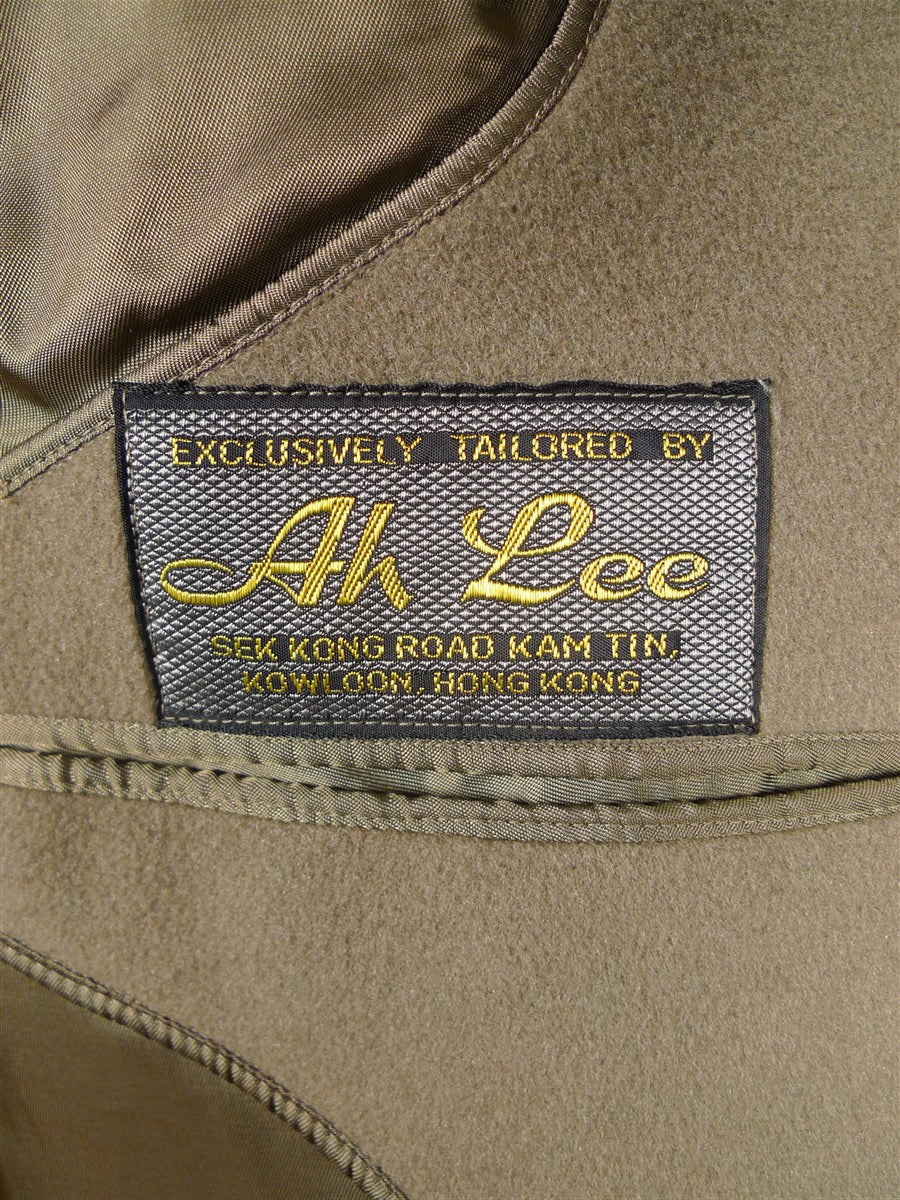 EXCLUSIVELY TAILORED BY
Ah Lee
SEK KONG ROAD KAM TIN,
KOWLOON, HONG KONG